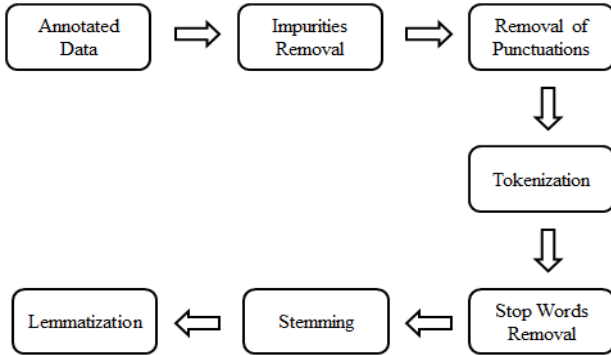 Annotated
Data
Impurities
Removal
Removal of
Punctuations
Tokenization
Stop Words
Removal
Stemming
Lemmatization